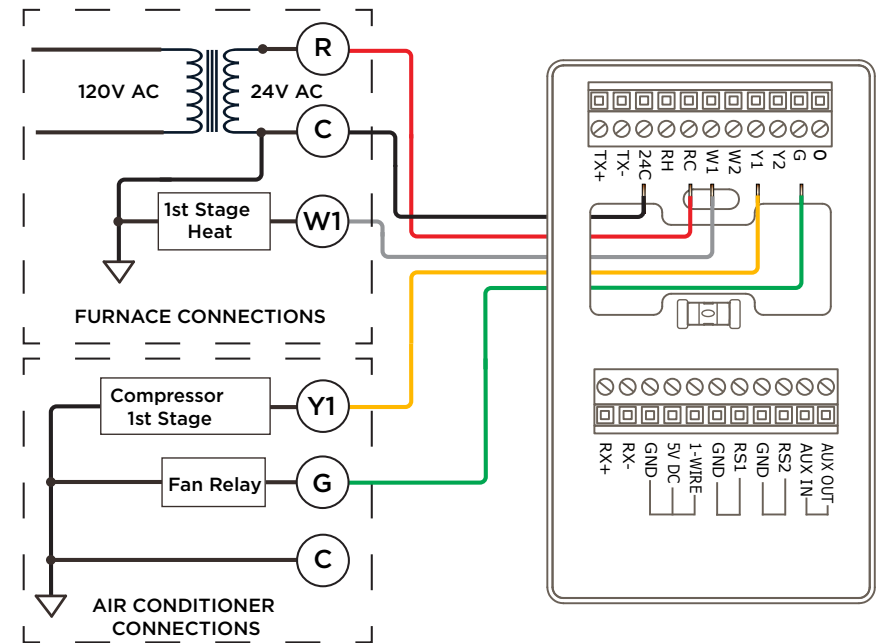 R
120V AC
24V AC
C
1st Stage
Heat
W1
FURNACE CONNECTIONS
Compressor
1st Stage
Y1
Fan Relay
G
C
AIR CONDITIONER
CONNECTIONS
TX+
TX-
24C
RH
RC
W1
W2
Y1
Y2
G
O
RX+
RX-
GND
5V DC
1-WIRE
GND
RS1
GND
RS2
AUX IN
AUX OUT